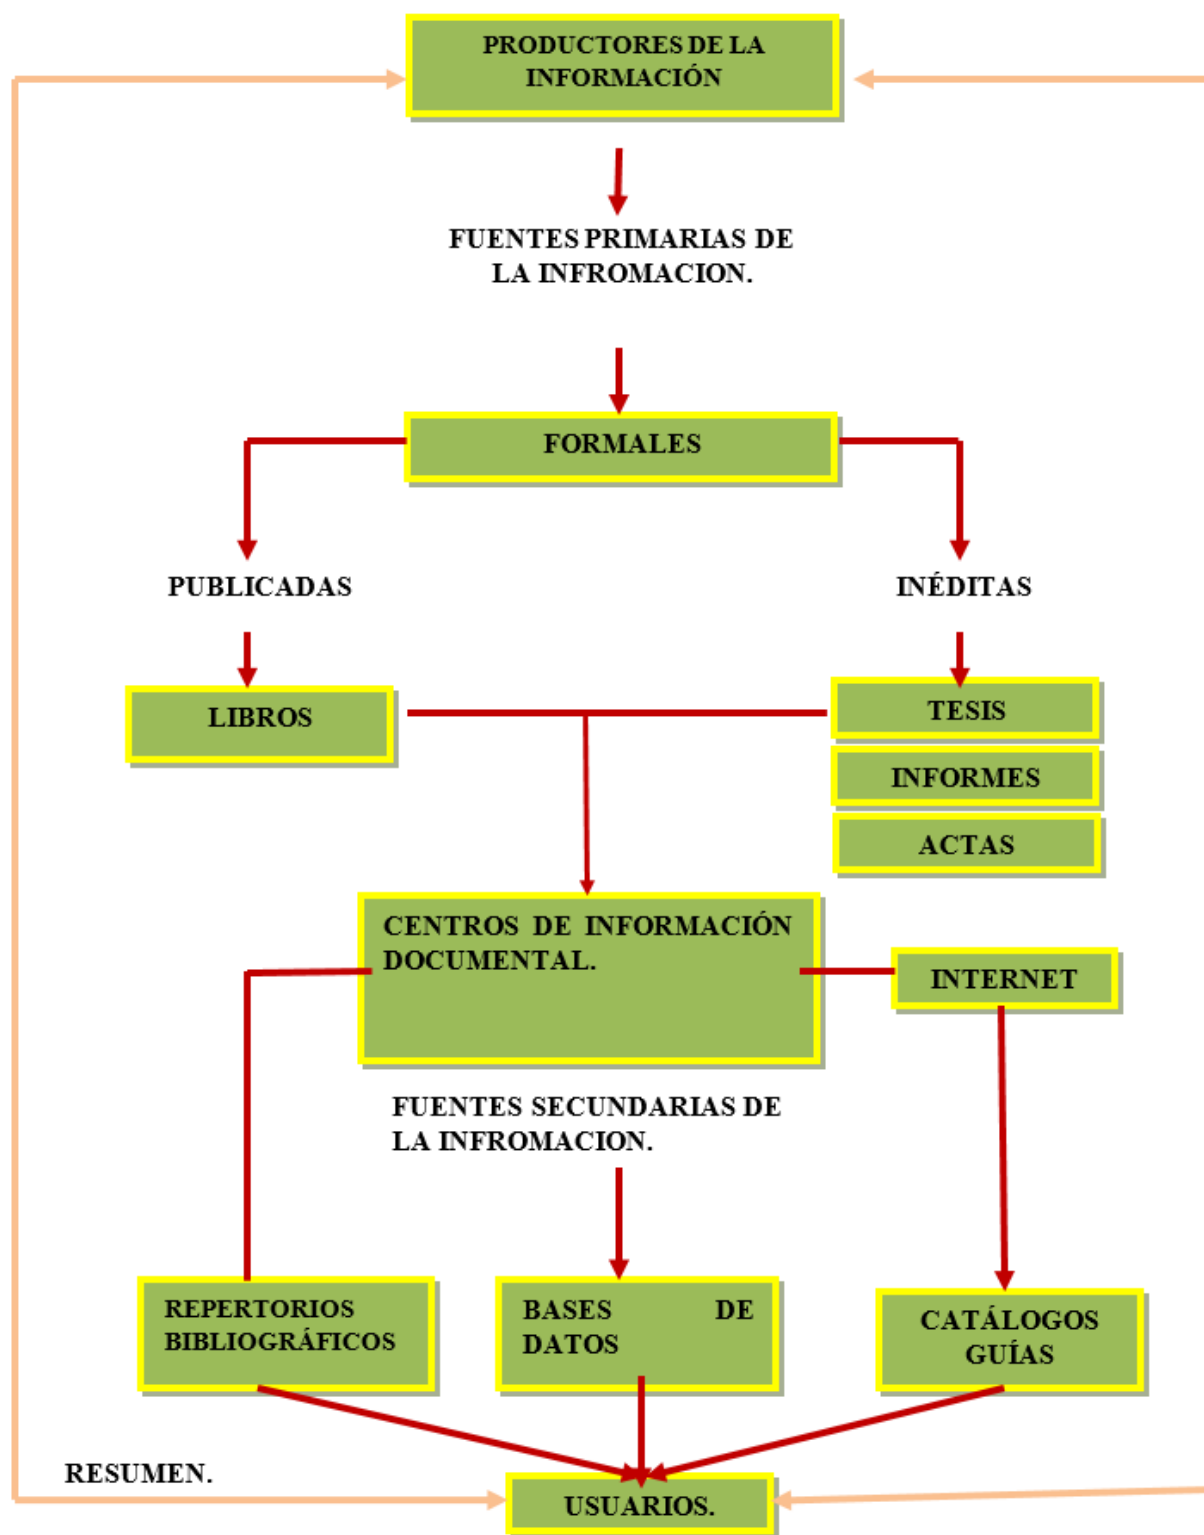 PRODUCTORES DE LA
INFORMACIÓN
FUENTES PRIMARIAS DE
LA INFROMACION.
FORMALES
PUBLICADAS
INÉDITAS
LIBROS
TESIS
INFORMES
ACTAS
CENTROS DE INFORMACIÓN
DOCUMENTAL.
INTERNET
FUENTES SECUNDARIAS DE
LA INFROMACION.
REPERTORIOS
BIBLIOGRÁFICOS
BASES DE
DATOS
CATÁLOGOS
GUÍAS
RESUMEN.
USUARIOS.